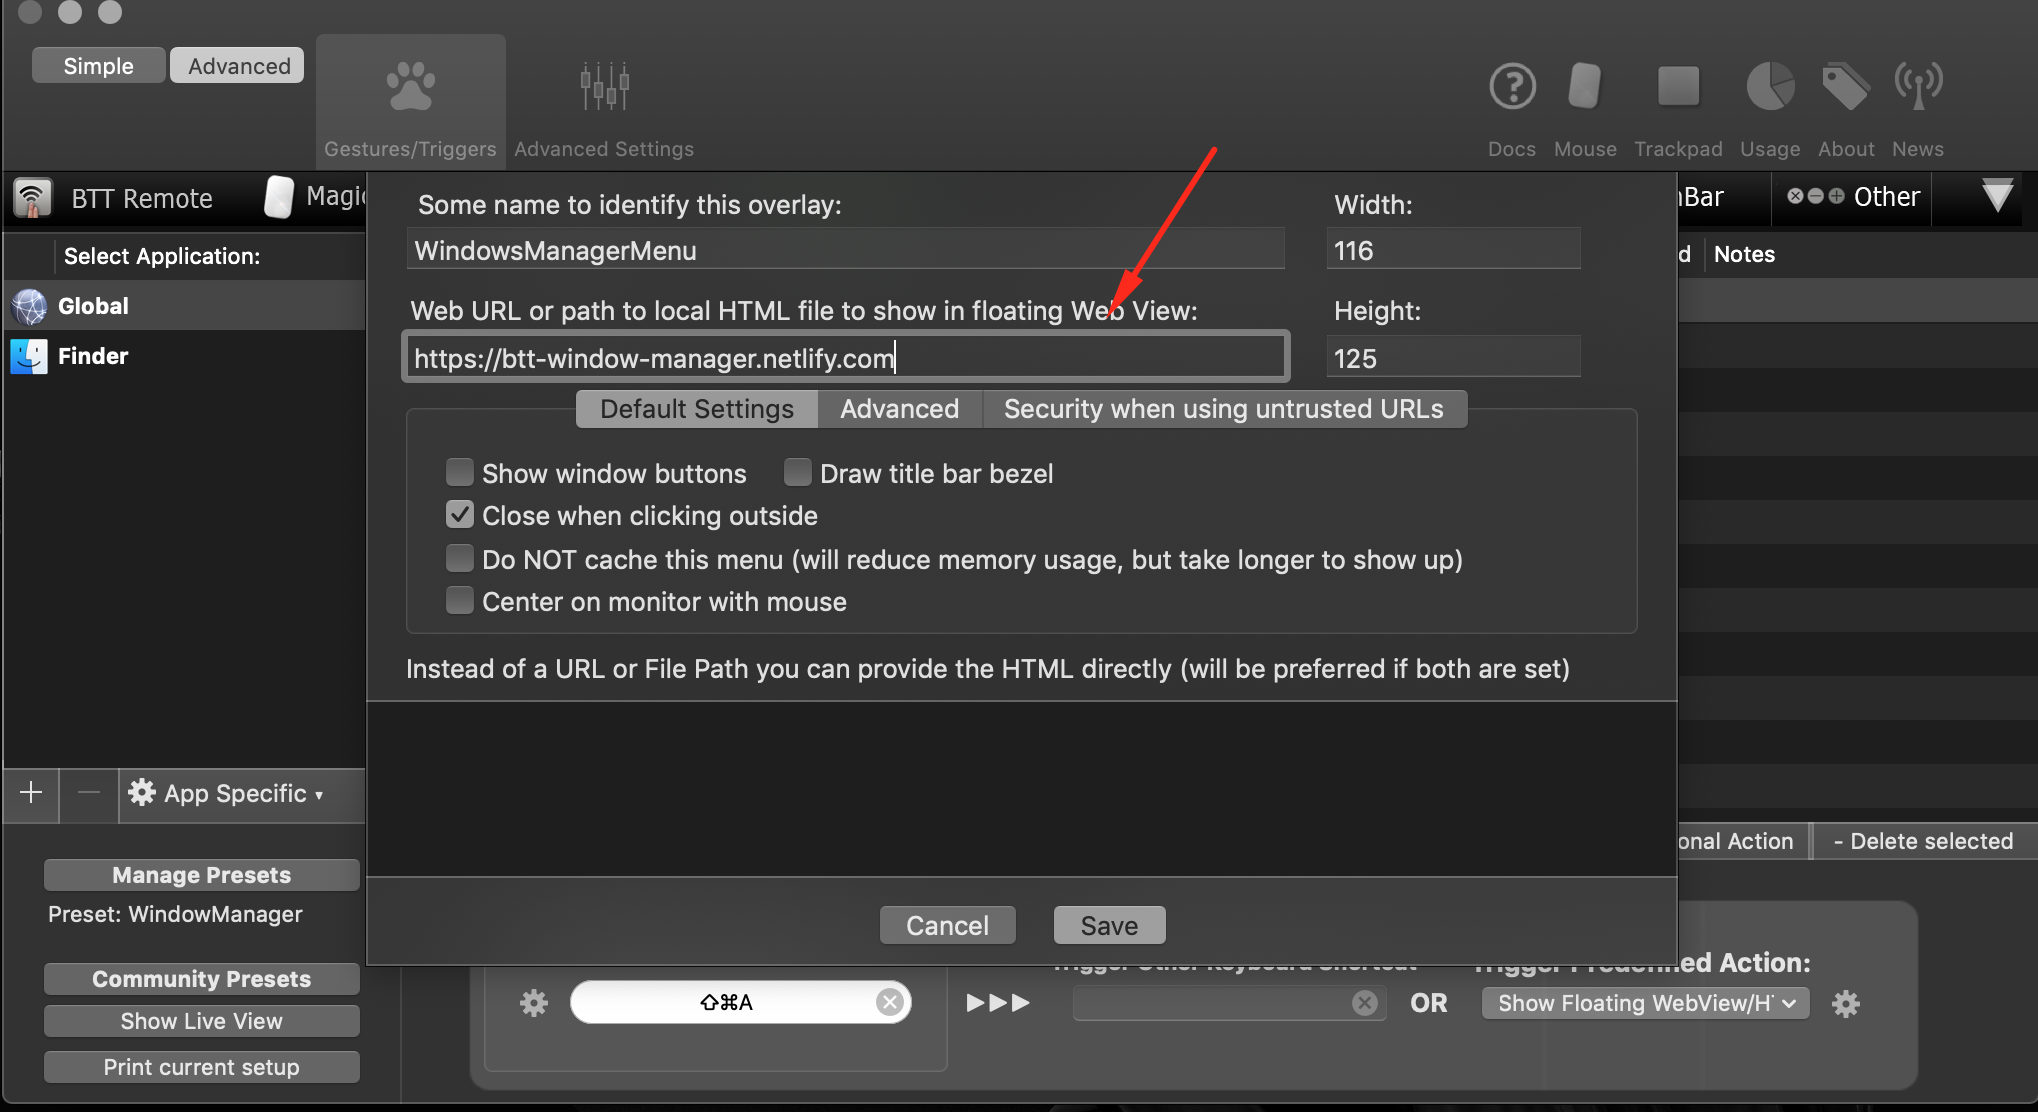 Simple
Advanced
Gestures/Triggers
Advanced Settings
Docs
Mouse
Trackpad
Usage
About
News
BTT Remote
Other
Select Application:
Notes
Global
Finder
Some name to identify this overlay:
Width:
WindowsManagerMenu
116
Web URL or path to local HTML file to show in floating Web View:
Height:
https://btt-window-manager.netlify.com
125
Default Settings
Advanced
Security when using untrusted URLs
Show window buttons
Draw title bar bezel
Close when clicking outside
Do NOT cache this menu (will reduce memory usage, but take longer to show up)
Center on monitor with mouse
Instead of a URL or File Path you can provide the HTML directly (will be preferred if both are set)
App Specific
Action
- Delete selected
Manage Presets
Preset: WindowManager
Cancel
Save
Community Presets
Show Live View
Print current setup
Trigger Other Keyboard Shortcut
Trigger Predefined Action:
⇧⌘A
OR
Show Floating WebView/H